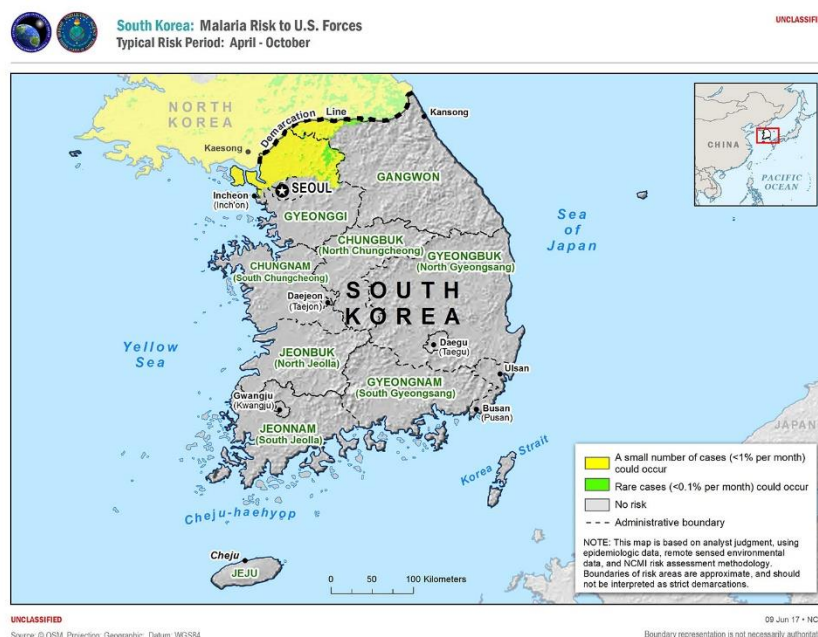 South Korea: Malaria Risk to U.S. Forces
Typical Risk Period: April - October
UNCLASSIFI
NORTH
KOREA
Demarcation Line
Kansong
Kaesong
SEOUL
Incheon
(Inch'on)
GYEONGGI
GANGWON
CHUNGBUK
(North Chungcheong)
GYEONGBUK
(North Gyeongsang)
CHUNGNAM
(South Chungcheong)
Daejeon
(Taejon)
SOUTH
KOREA
Daegu
(Taegu)
JEONBUK
(North Jeolla)
Ulsan
GYEONGNAM
(South Gyeongsang)
Gwangju
(Kwangju)
Busan
(Pusan)
JEONNAM
(South Jeolla)
Yellow
Sea
Sea
of
Japan
Korea Strait
Cheju-haehyop
Cheju
JEJU
0 50 100 Kilometers
CHINA
PACIFIC
OCEAN
JAPAN
A small number of cases (<1% per month)
could occur
Rare cases (<0.1% per month) could occur
No risk
Administrative boundary
NOTE: This map is based on analyst judgment, using
epidemiologic data, remote sensed environmental
data, and NCMI risk assessment methodology.
Boundaries of risk areas are approximate, and should
not be interpreted as strict demarcations.
UNCLASSIFIED
09 Jun 17 • NC
Source: © OSM. Projection: Geographic. Datum: WGS84
Boundary representation is not necessarily authoritat